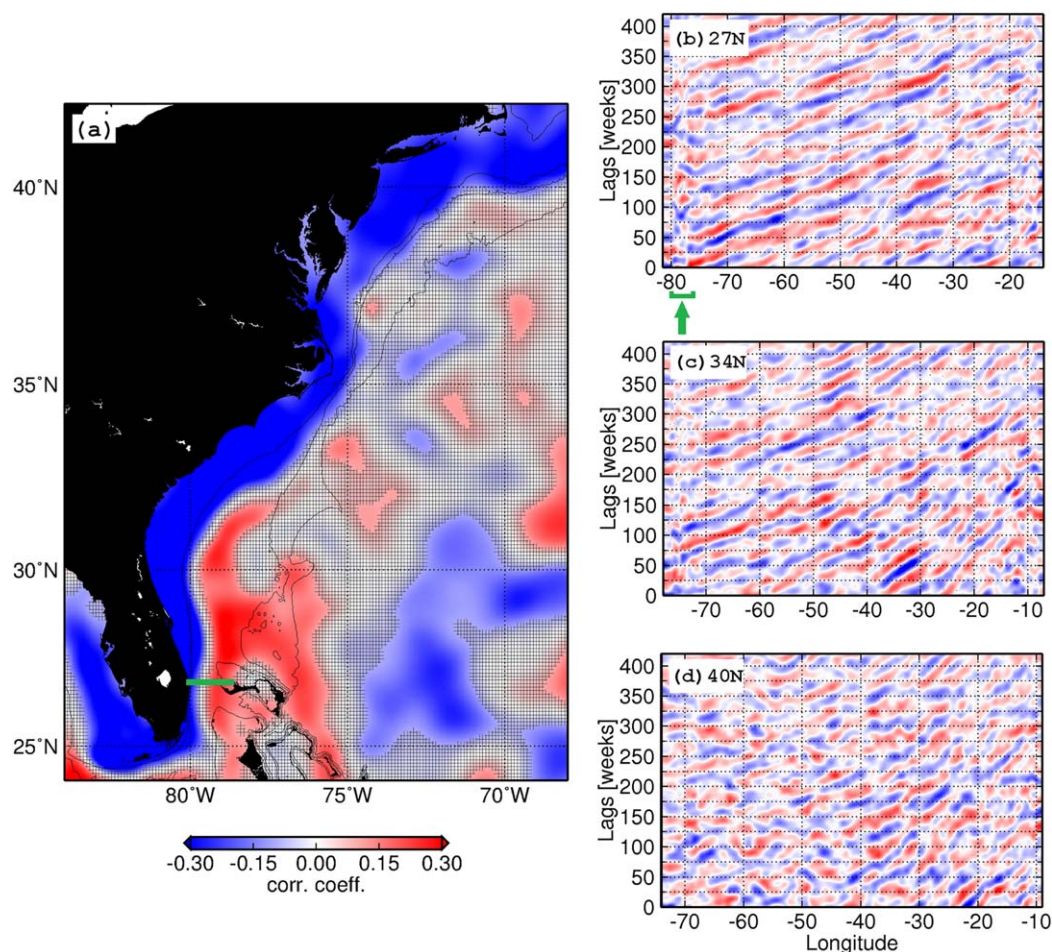 (a)
40°N
35°N
30°N
25°N
80°W 75°W 70°W
-0.30 -0.15 0.00 0.15 0.30
corr. coeff.
(b) 27N
Lags [weeks]
400
350
300
250
200
150
100
50
0
-80 -70 -60 -50 -40 -30 -20
(c) 34N
Lags [weeks]
400
350
300
250
200
150
100
50
0
-70 -60 -50 -40 -30 -20 -10
(d) 40N
Lags [weeks]
400
350
300
250
200
150
100
50
0
-70 -60 -50 -40 -30 -20 -10
Longitude